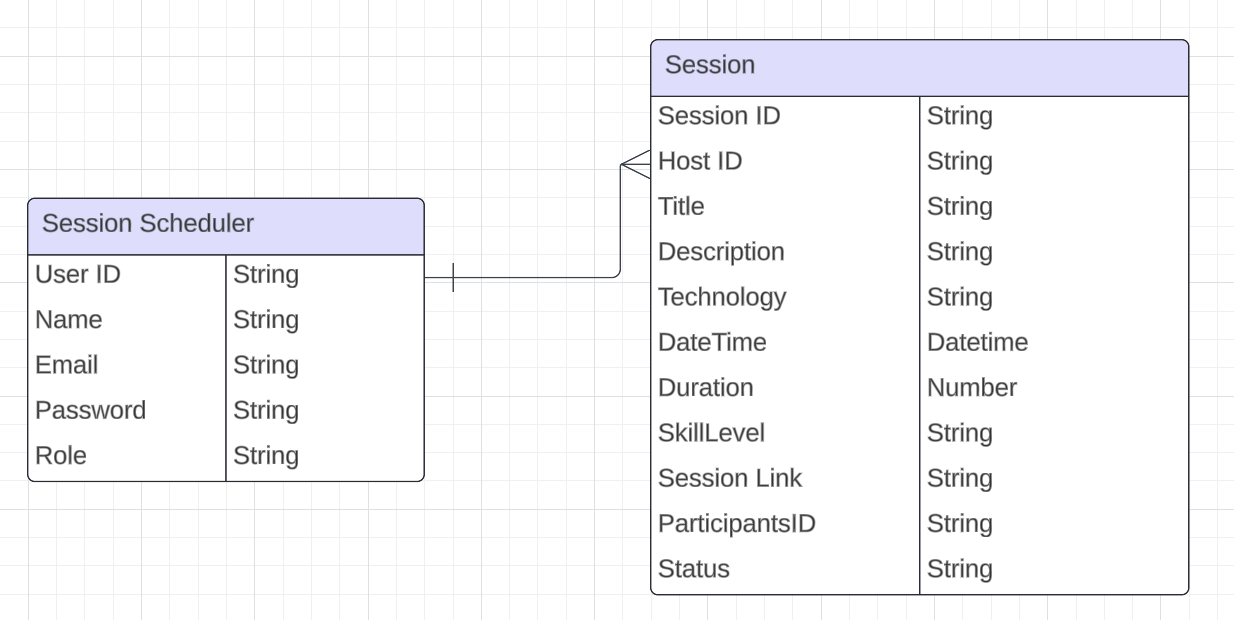 Session
Session ID String
Host ID String
Title String
Description String
Technology String
DateTime Datetime
Duration Number
SkillLevel String
Session Link String
ParticipantsID String
Status String
Session Scheduler
User ID String
Name String
Email String
Password String
Role String